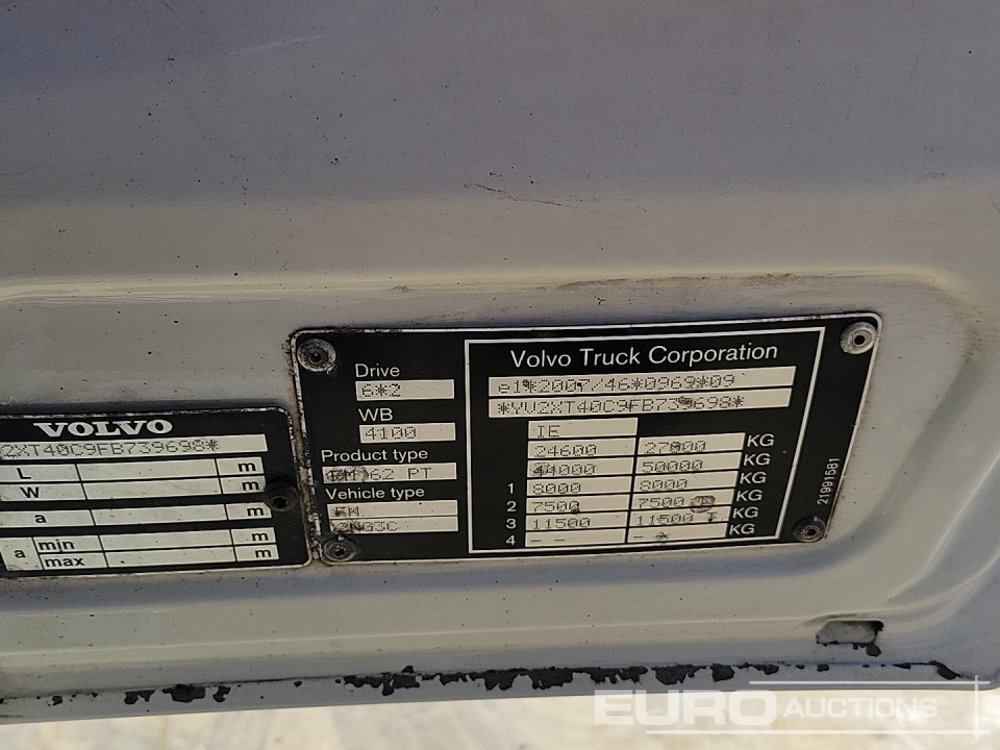 VOLVO
2XT40C9FB739698*
L m
W m
a m
a min m
max m
Drive
6*2
WB
4100
Product type
62 PT
Vehicle type
Volvo Truck Corporation
e1*2007/46*0969*09
*YV2XT40C9FB739698*
IE
24600 27000 KG
44000 50000 KG
1 8000 8000 KG
2 7500 7500 KG
3 11500 11500 KG
4 -- -
21991581
EURO AUCTIONS